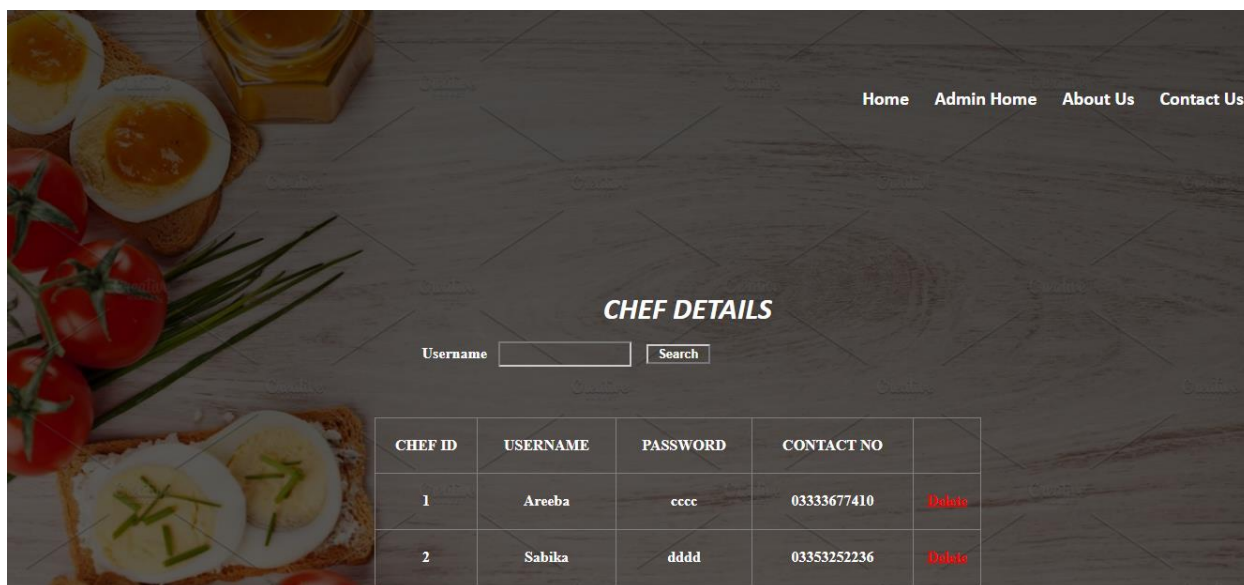 Home Admin Home About Us Contact Us
CHEF DETAILS
Username Search
CHEF ID USERNAME PASSWORD CONTACT NO
1 Areeba cccc 03333677410 Delete
2 Sabika dddd 03353252236 Delete